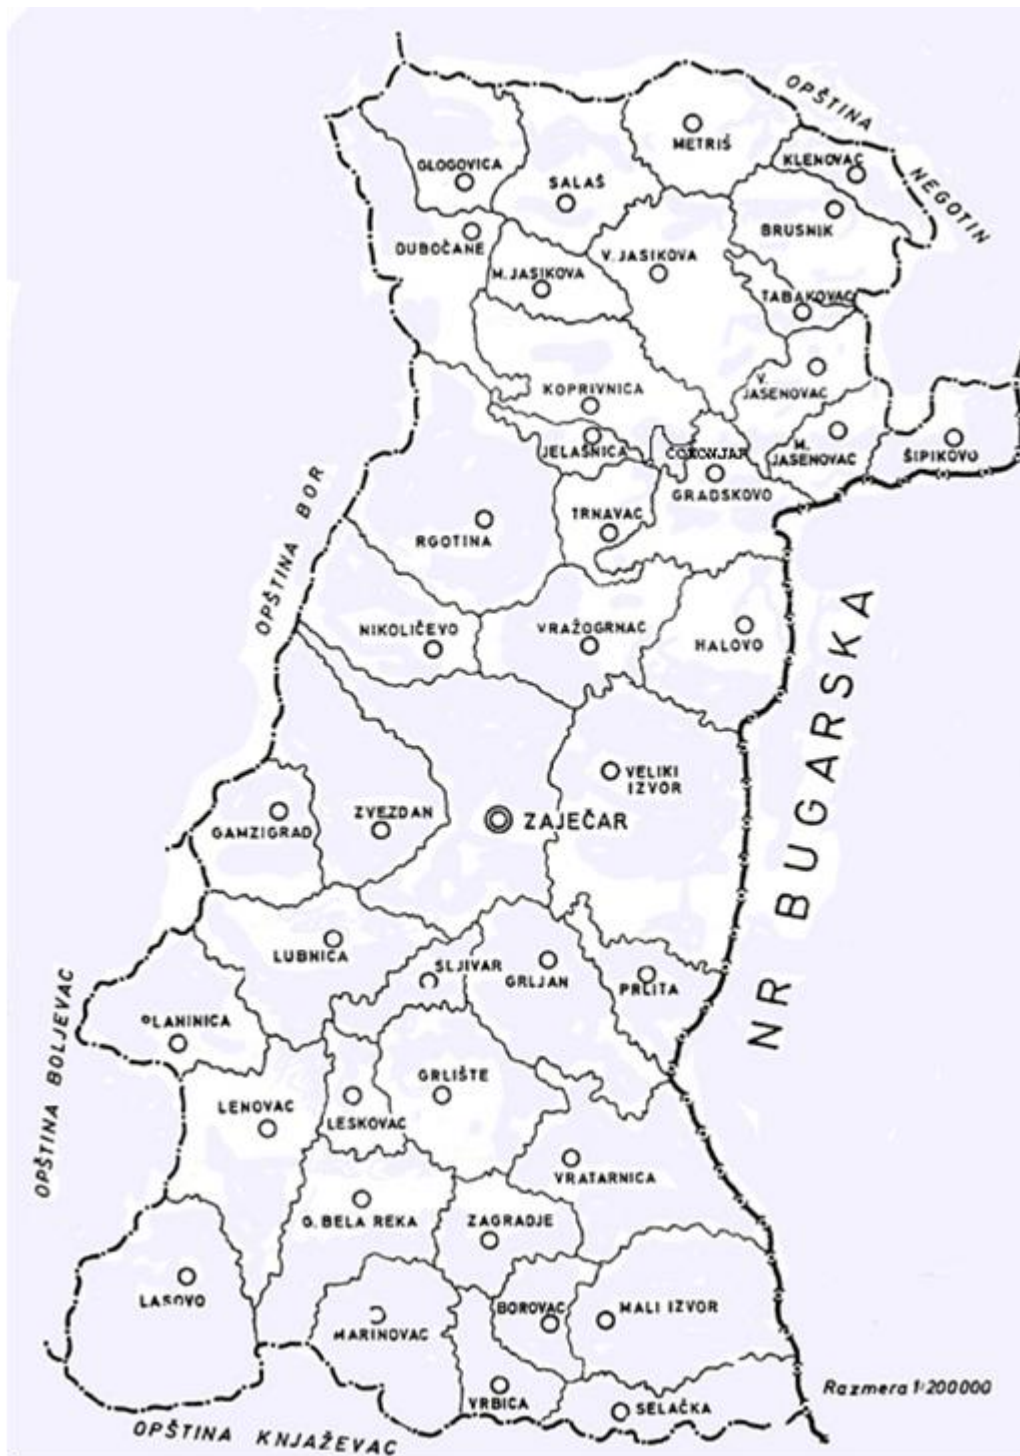 OPŠTINA
NEGOTIN
METRIŠ
KLENOVAC
GLOGOVICA
SALAŠ
BRUSNIK
DUBOČANE
V. JASIKOVA
M. JASIKOVA
TABAKOVAC
KOPRIVNICA
V.
JASENOVAC
JELAŠNICA
ČOKONJAR
M.
JASENOVAC
ŠIPIKOVO
GRADSKOVO
TRNAVAC
RGOTINA
OPŠTINA BOR
NIKOLIČEVO
VRAŽOGRNAC
HALOVO
NR BUGARSKA
VELIKI
IZVOR
ZVEZDAN
ZAJEČAR
GAMZIGRAD
LUBNICA
SLJIVAR
GRLJAN
PRLITA
OPŠTINA BOLJEVAC
PLANINICA
GRLIŠTE
LENOVAC
LESKOVAC
VRATARNICA
G. BELA REKA
ZAGRADJE
LASOVO
BOROVAC
MALI IZVOR
MARINOVAC
Razmera 1:200000
VRBICA
SELAČKA
OPŠTINA KNJAŽEVAC